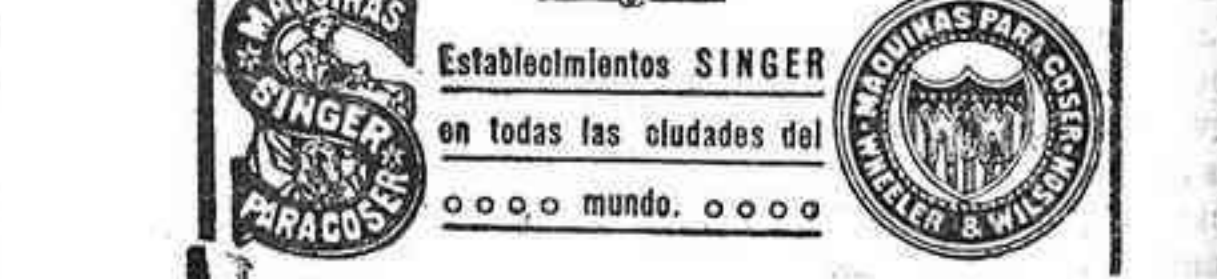 MAQUINAS
SINGER
PARA COSER
Establecimientos SINGER
en todas las ciudades del
o o o o mundo. o o o o
MAQUINAS PARA COSER
WHEELER & WILSON